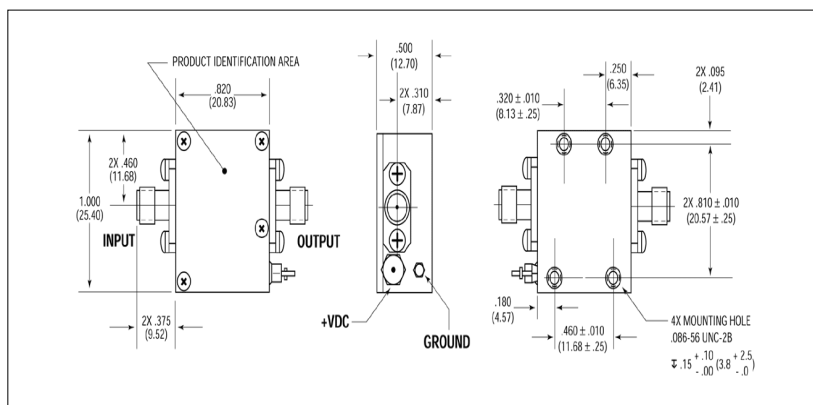 PRODUCT IDENTIFICATION AREA
.820
(20.83)
2X .460
(11.68)
1.000
(25.40)
INPUT
OUTPUT
2X .375
(9.52)
.500
(12.70)
2X .310
(7.87)
+VDC
GROUND
.250
(6.35)
2X .095
(2.41)
.320 ± .010
(8.13 ± .25)
2X .810 ± .010
(20.57 ± .25)
.180
(4.57)
.460 ± .010
(11.68 ± .25)
4X MOUNTING HOLE
.086-56 UNC-2B
↧ .15 + .10 - .00 (3.8 + 2.5 - .0 )